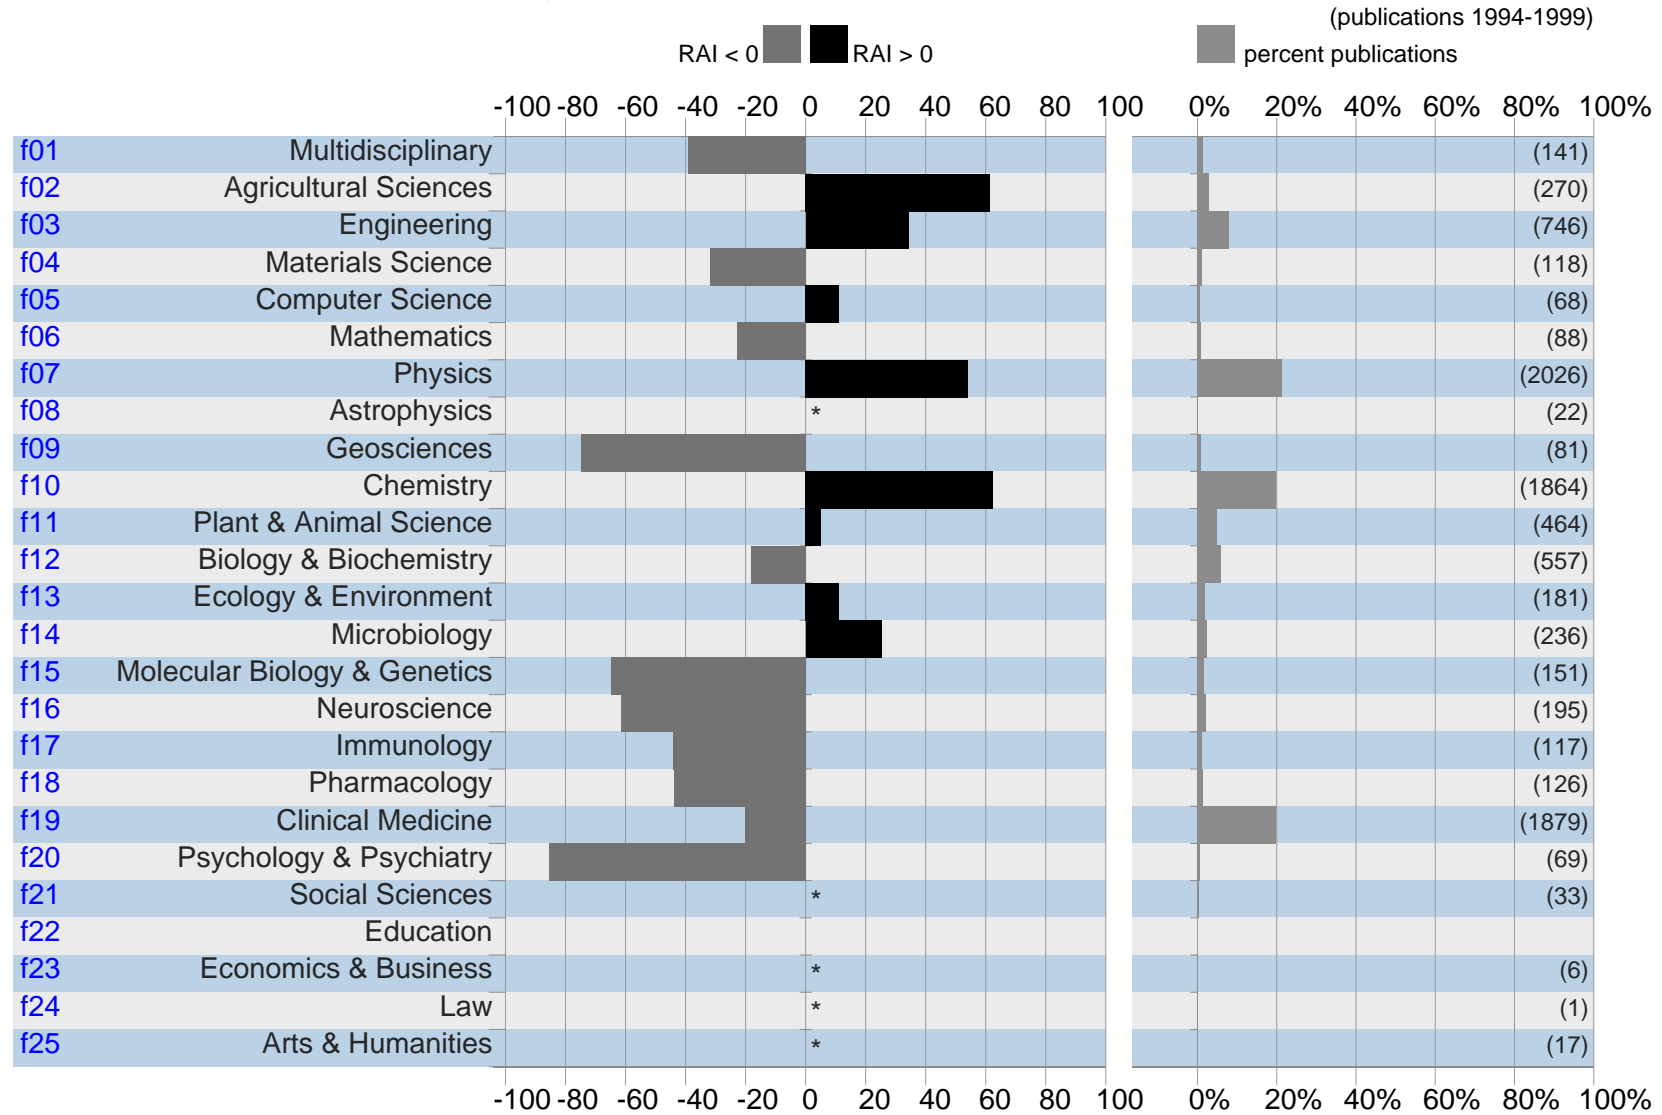 (publications 1994-1999)
RAI < 0 RAI > 0 percent publications
-100 -80 -60 -40 -20 0 20 40 60 80 100 0% 20% 40% 60% 80% 100%
f01 Multidisciplinary (141)
f02 Agricultural Sciences (270)
f03 Engineering (746)
f04 Materials Science (118)
f05 Computer Science (68)
f06 Mathematics (88)
f07 Physics (2026)
f08 Astrophysics * (22)
f09 Geosciences (81)
f10 Chemistry (1864)
f11 Plant & Animal Science (464)
f12 Biology & Biochemistry (557)
f13 Ecology & Environment (181)
f14 Microbiology (236)
f15 Molecular Biology & Genetics (151)
f16 Neuroscience (195)
f17 Immunology (117)
f18 Pharmacology (126)
f19 Clinical Medicine (1879)
f20 Psychology & Psychiatry (69)
f21 Social Sciences * (33)
f22 Education
f23 Economics & Business * (6)
f24 Law * (1)
f25 Arts & Humanities * (17)
-100 -80 -60 -40 -20 0 20 40 60 80 100 0% 20% 40% 60% 80% 100%